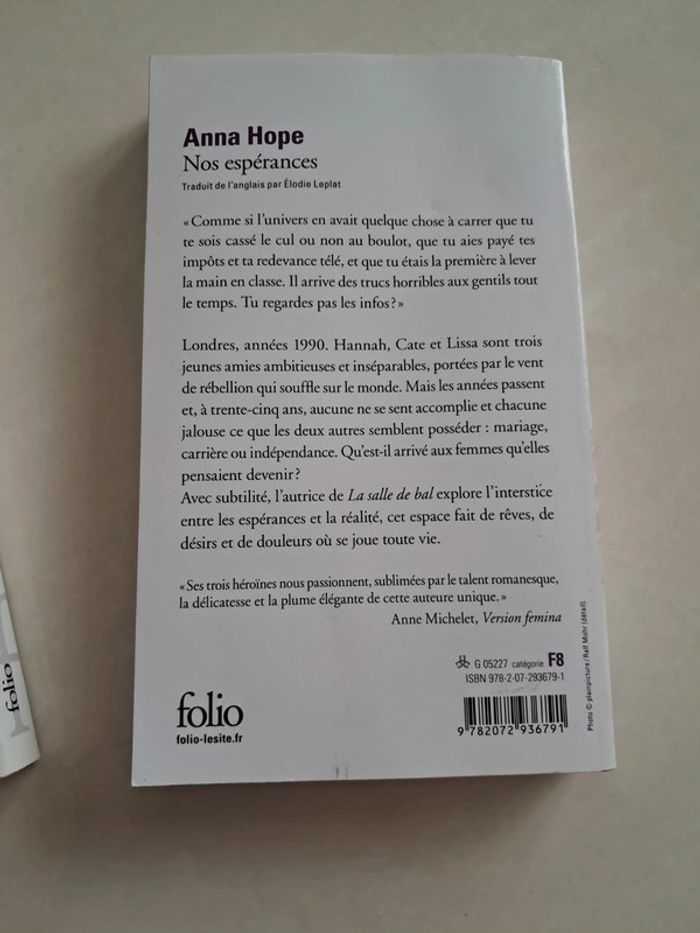 Anna Hope
Nos espérances
Traduit de l'anglais par Élodie Leplat
« Comme si l'univers en avait quelque chose à carrer que tu
te sois cassé le cul ou non au boulot, que tu aies payé tes
impôts et ta redevance télé, et que tu étais la première à lever
la main en classe. Il arrive des trucs horribles aux gentils tout
le temps. Tu regardes pas les infos ? »
Londres, années 1990. Hannah, Cate et Lissa sont trois
jeunes amies ambitieuses et inséparables, portées par le vent
de rébellion qui souffle sur le monde. Mais les années passent
et, à trente-cinq ans, aucune ne se sent accomplie et chacune
jalouse ce que les deux autres semblent posséder : mariage,
carrière ou indépendance. Qu'est-il arrivé aux femmes qu'elles
pensaient devenir ?
Avec subtilité, l'autrice de La salle de bal explore l'interstice
entre les espérances et la réalité, cet espace fait de rêves, de
désirs et de douleurs où se joue toute vie.
« Ses trois héroïnes nous passionnent, sublimées par le talent romanesque,
la délicatesse et la plume élégante de cette auteure unique. »
Anne Michelet, Version femina
G 05227 catégorie F8
ISBN 978-2-07-293679-1
9 782072 936791
folio
folio-lesite.fr
Photo © plainpicture / Ralf Mohr (détail).
folio